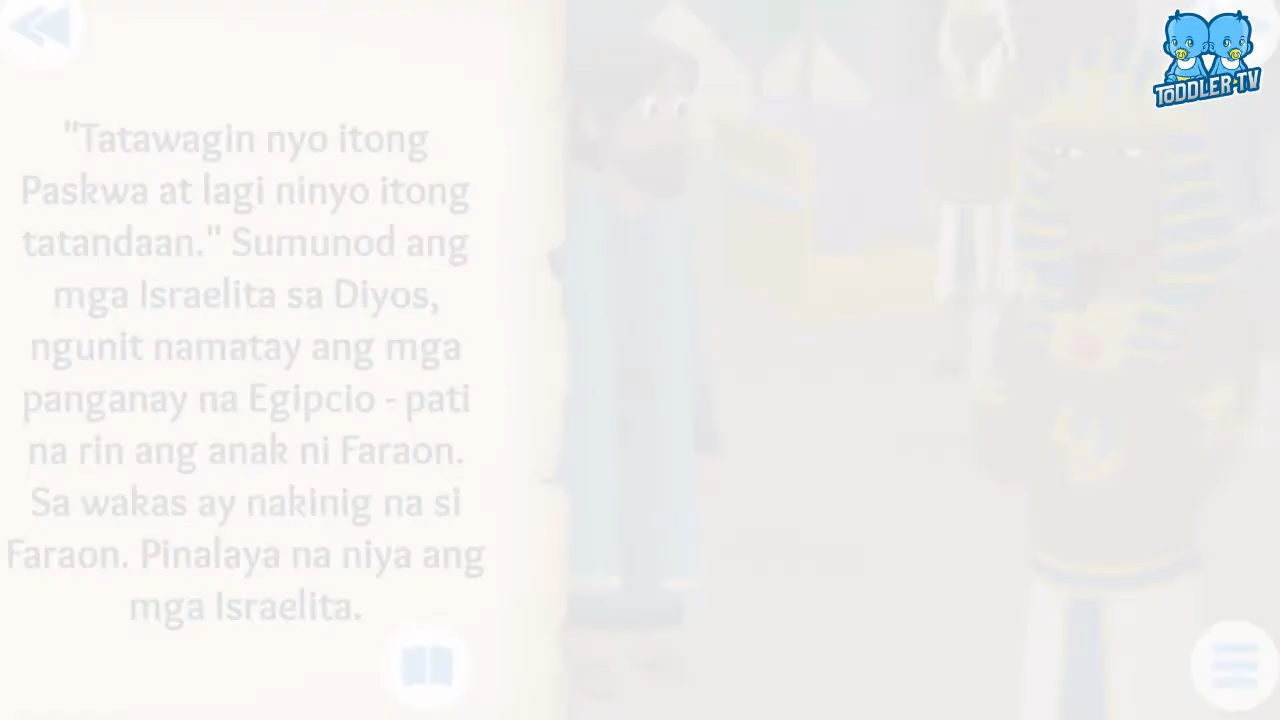 TODDLER-TV
"Tatawagin nyo itong
Paskwa at lagi ninyo itong
tatandaan." Sumunod ang
mga Israelita sa Diyos,
ngunit namatay ang mga
panganay na Egipcio - pati
na rin ang anak ni Faraon.
Sa wakas ay nakinig na si
Faraon. Pinalaya na niya ang
mga Israelita.